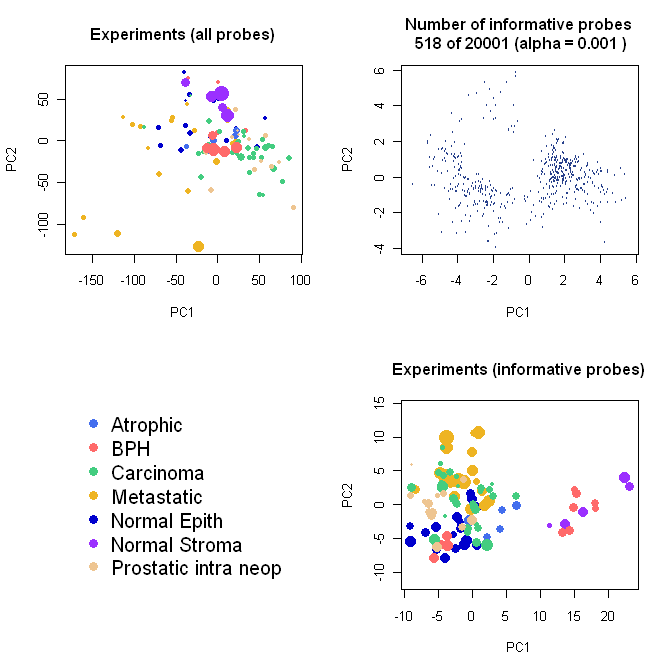 Experiments (all probes)
PC2
50
0
-50
-100
-150
-100
-50
0
50
100
PC1
Number of informative probes
518 of 20001 (alpha = 0.001 )
PC2
6
4
2
0
-2
-4
-6
-4
-2
0
2
4
6
PC1
Atrophic
BPH
Carcinoma
Metastatic
Normal Epith
Normal Stroma
Prostatic intra neop
Experiments (informative probes)
PC2
15
10
5
0
-5
-10
-10
-5
0
5
10
15
20
PC1